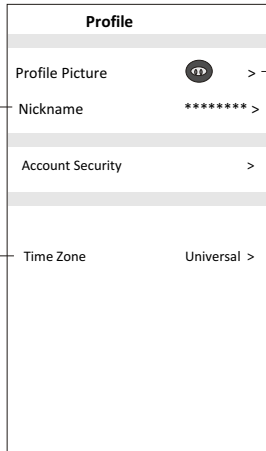 Profile
Profile Picture >
Nickname ******** >
Account Security >
Time Zone Universal >